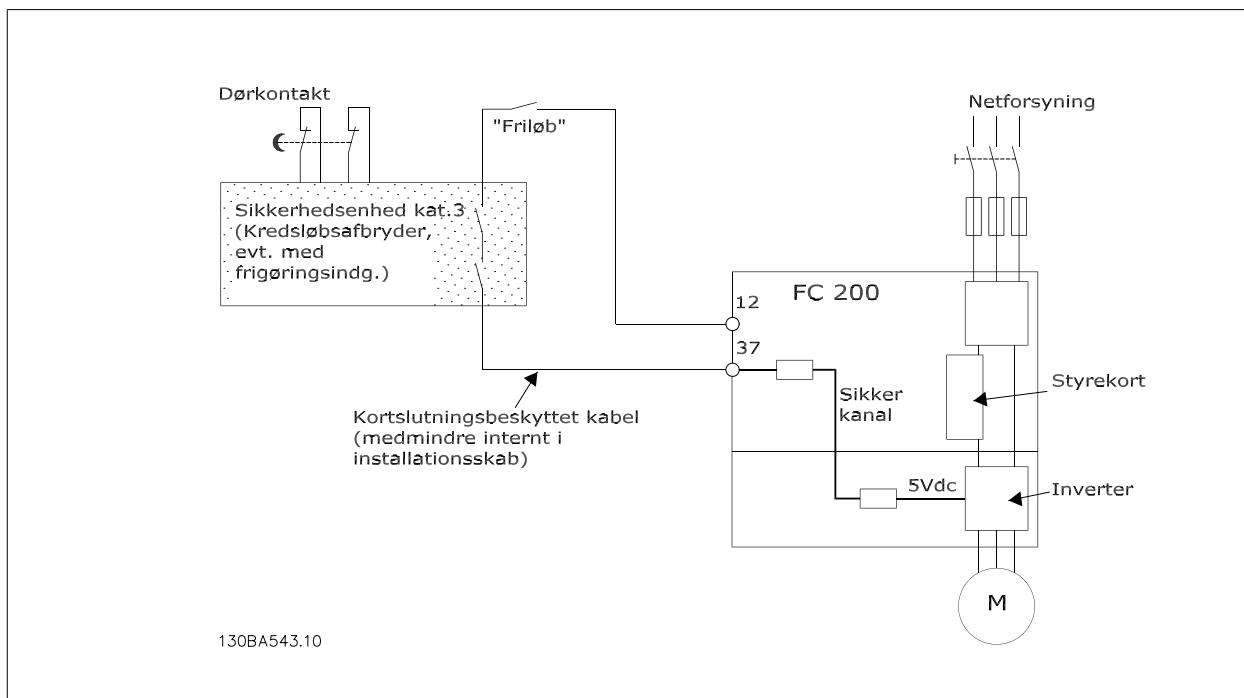 Dørkontakt
"Friløb"
Netforsyning
Sikkerhedsenhed kat.3
(Kredsløbsafbryder,
evt. med
frigøringsindg.)
12
FC 200
37
Sikker
kanal
Styrekort
Kortslutningsbeskyttet kabel
(medmindre internt i
installationsskab)
5Vdc
Inverter
M
130BA543.10